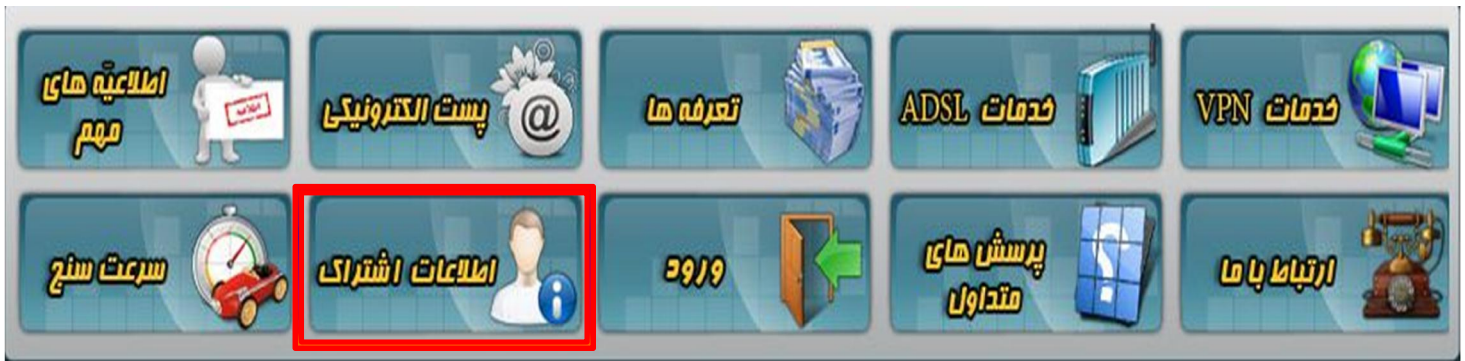 خدمات VPN
خدمات ADSL
تعرفه ها
پست الکترونیکی
اطلاعیّه های
مهم
اطلاعیه
ارتباط با ما
پرسش های
متداول
ورود
اطلاعات اشتراک
سرعت سنج